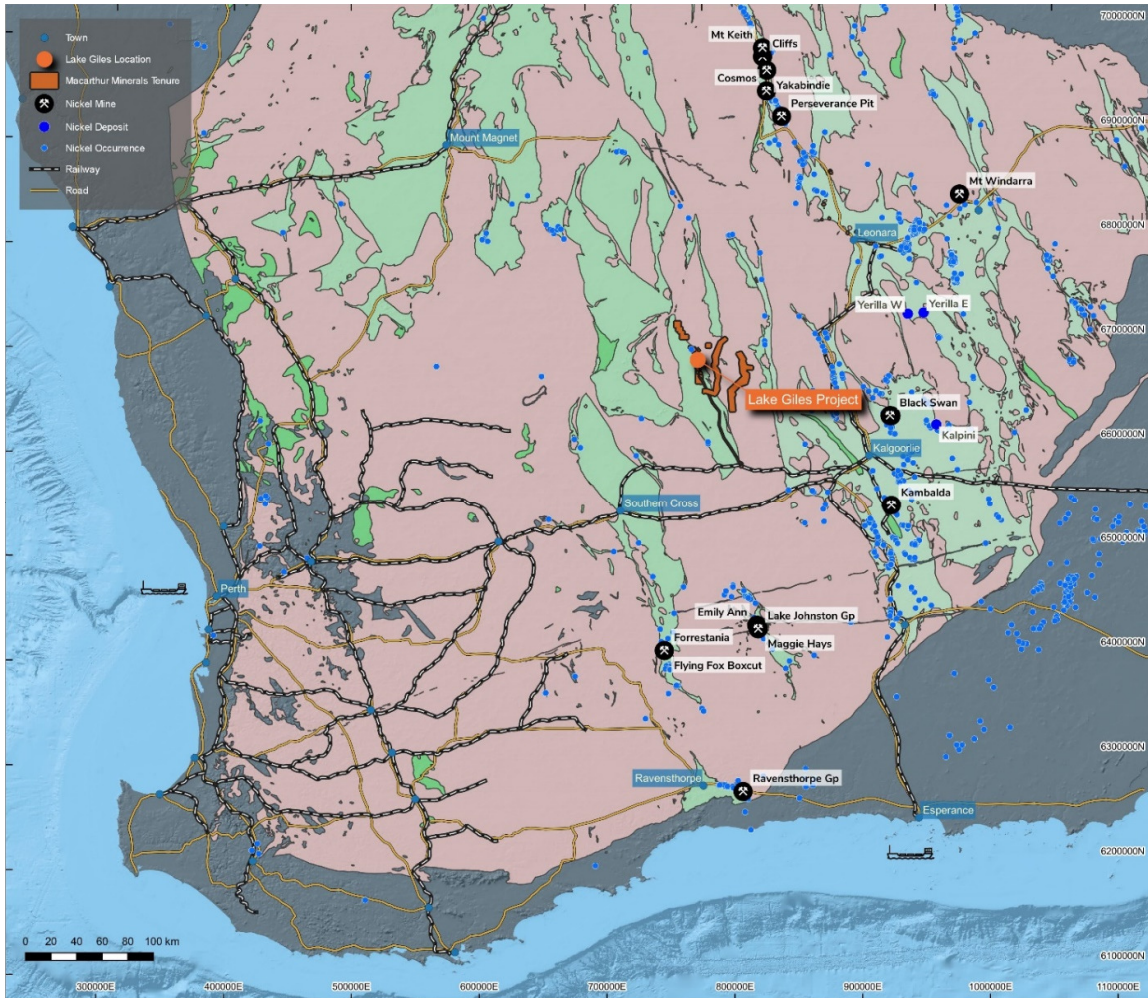 Town
Lake Giles Location
Macarthur Minerals Tenure
Nickel Mine
Nickel Deposit
Nickel Occurrence
Railway
Road
7000000N
Mt Keith
Cliffs
Cosmos
Yakabindie
Perseverance Pit
6900000N
Mount Magnet
Mt Windarra
6800000N
Leonara
Yerilla W
Yerilla E
6700000N
Lake Giles Project
Black Swan
Kalpini
6600000N
Kalgoorlie
Kambalda
Southern Cross
6500000N
Perth
Emily Ann
Lake Johnston Gp
Maggie Hays
6400000N
Forrestania
Flying Fox Boxcut
6300000N
Ravensthorpe
Ravensthorpe Gp
Esperance
6200000N
0 20 40 60 80 100 km
6100000N
300000E
400000E
500000E
600000E
700000E
800000E
900000E
1000000E
1100000E